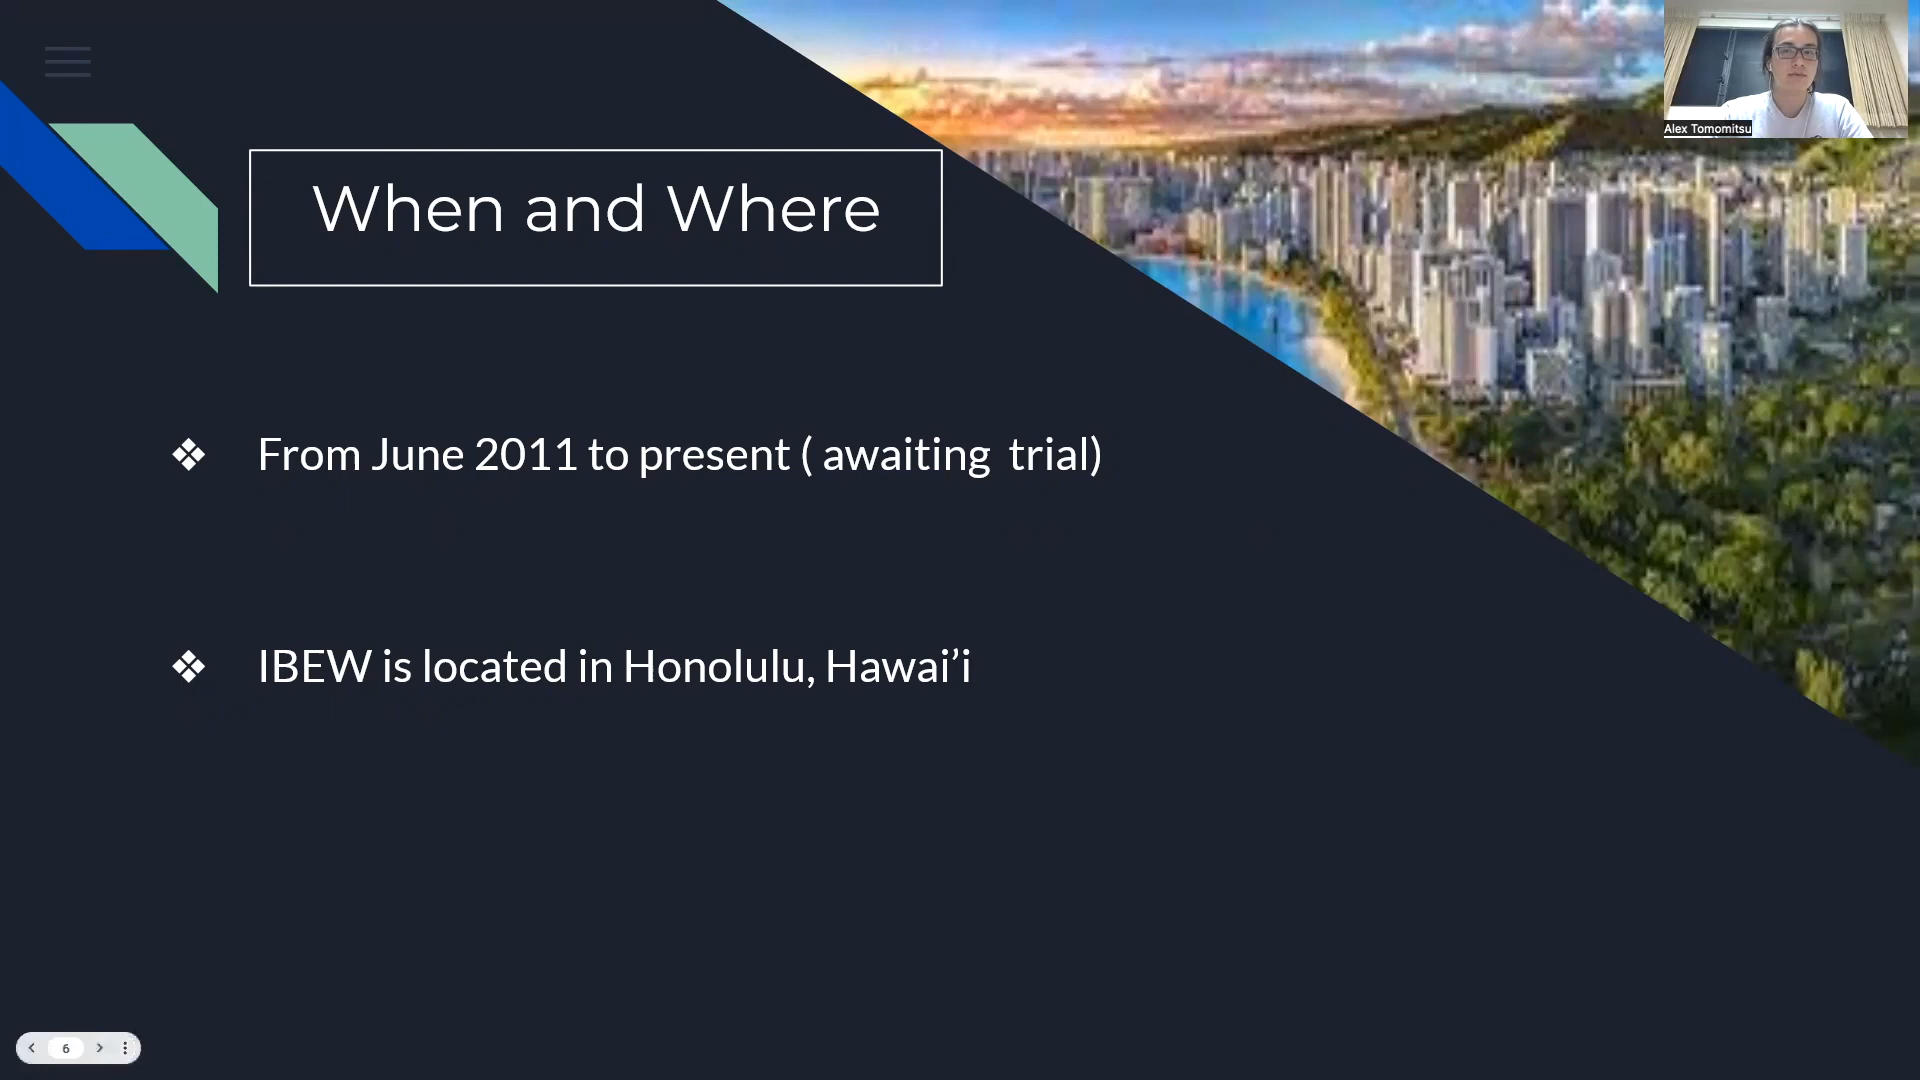 Alex Tomomitsu
When and Where
❖ From June 2011 to present ( awaiting  trial)
❖ IBEW is located in Honolulu, Hawai’i
6